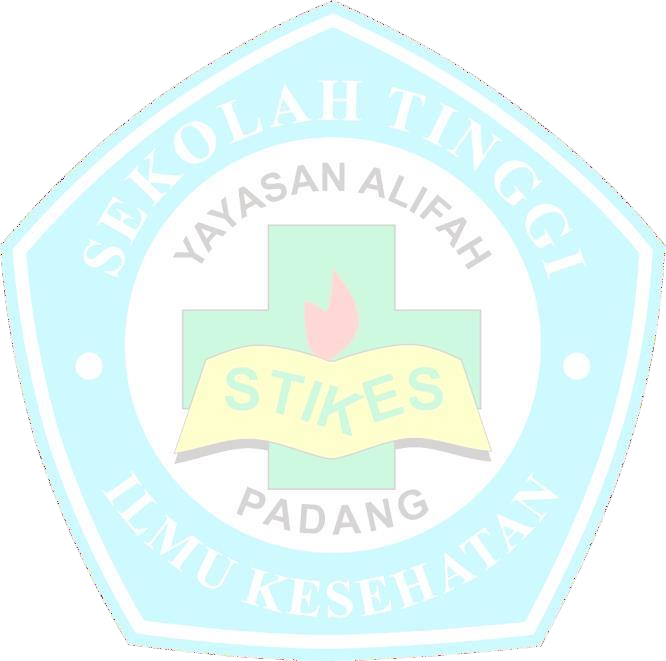 SEKOLAH TINGGI
YAYASAN ALIFAH
STIKES
PADANG
ILMU KESEHATAN